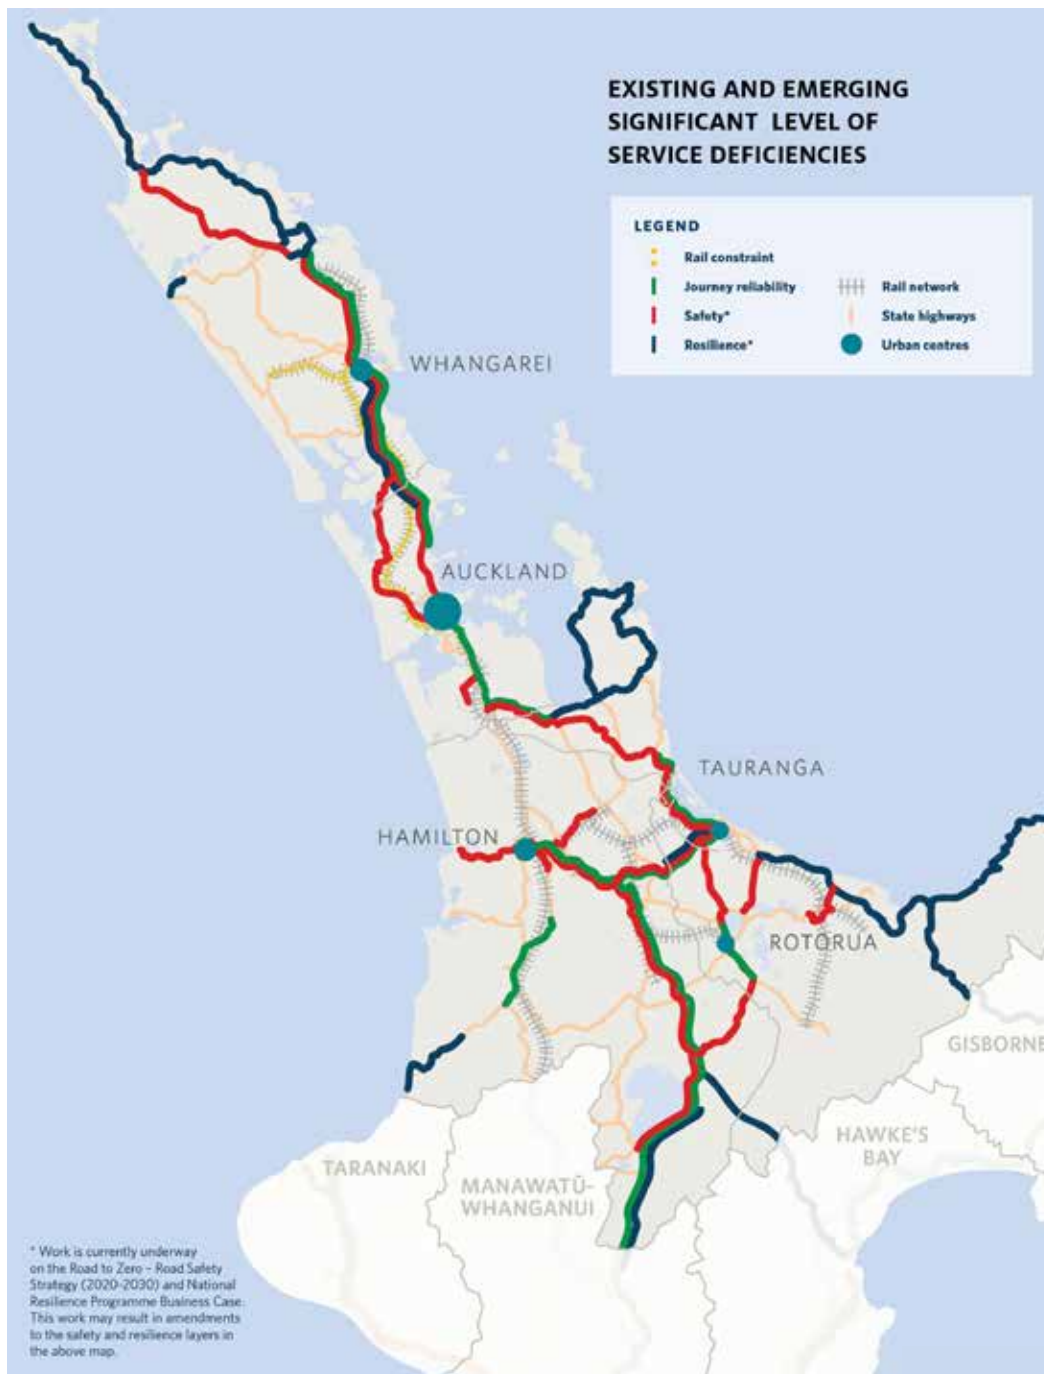 EXISTING AND EMERGING
SIGNIFICANT LEVEL OF
SERVICE DEFICIENCIES
LEGEND
Rail constraint
Journey reliability
Rail network
Safety*
State highways
Resilience*
Urban centres
WHANGAREI
AUCKLAND
TAURANGA
HAMILTON
ROTORUA
GISBORNE
HAWKE'S
BAY
TARANAKI
MANAWATŪ-
WHANGANUI
* Work is currently underway
on the Road to Zero – Road Safety
Strategy (2020-2030) and National
Resilience Programme Business Case.
This work may result in amendments
to the safety and resilience layers in
the above map.